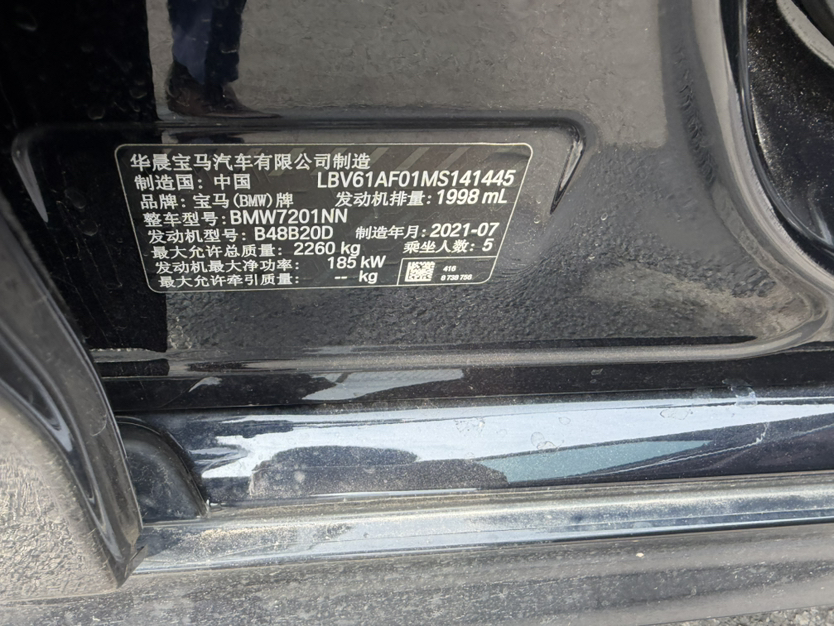 华晨宝马汽车有限公司制造
制造国：中国 LBV61AF01MS141445
品牌：宝马(BMW)牌 发动机排量：1998 mL
整车型号：BMW7201NN
发动机型号：B48B20D 制造年月：2021-07
最大允许总质量：2260 kg 乘坐人数：5
发动机最大净功率：185 kW
最大允许牵引质量：-- kg
416
8 738 756